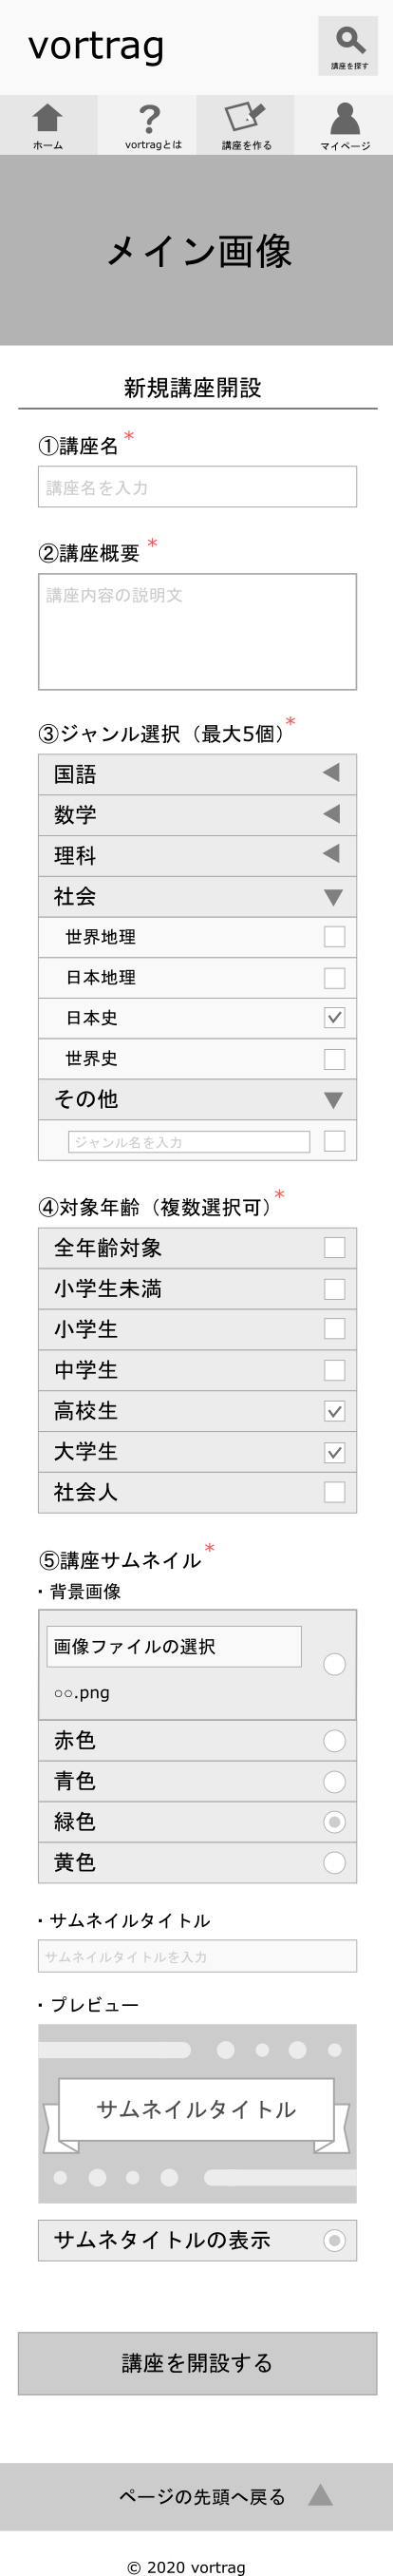 vortrag
講座を探す
ホーム
vortragとは
講座を作る
マイページ
メイン画像
新規講座開設
①講座名 *
講座名を入力
②講座概要 *
講座内容の説明文
③ジャンル選択（最大5個）*
国語
数学
理科
社会
世界地理
日本地理
日本史
世界史
その他
ジャンル名を入力
④対象年齢（複数選択可）*
全年齢対象
小学生未満
小学生
中学生
高校生
大学生
社会人
⑤講座サムネイル *
・背景画像
画像ファイルの選択
○○.png
赤色
青色
緑色
黄色
・サムネイルタイトル
サムネイルタイトルを入力
・プレビュー
サムネイルタイトル
サムネタイトルの表示
講座を開設する
ページの先頭へ戻る
© 2020 vortrag